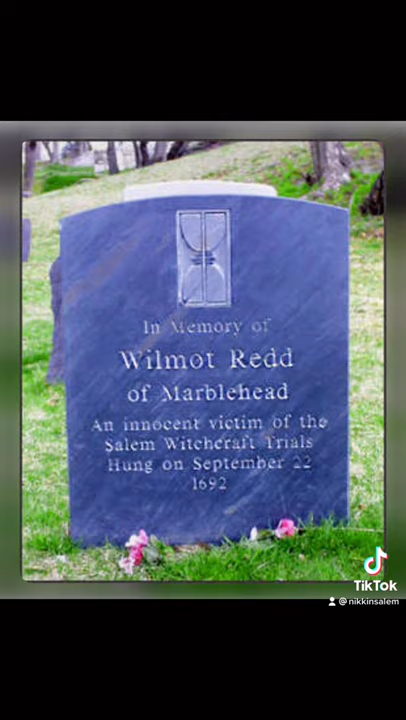 In Memory of
Wilmot Redd
of Marblehead
An innocent victim of the
Salem Witchcraft Trials
Hung on September 22
1692
TikTok
@nikkinsalem